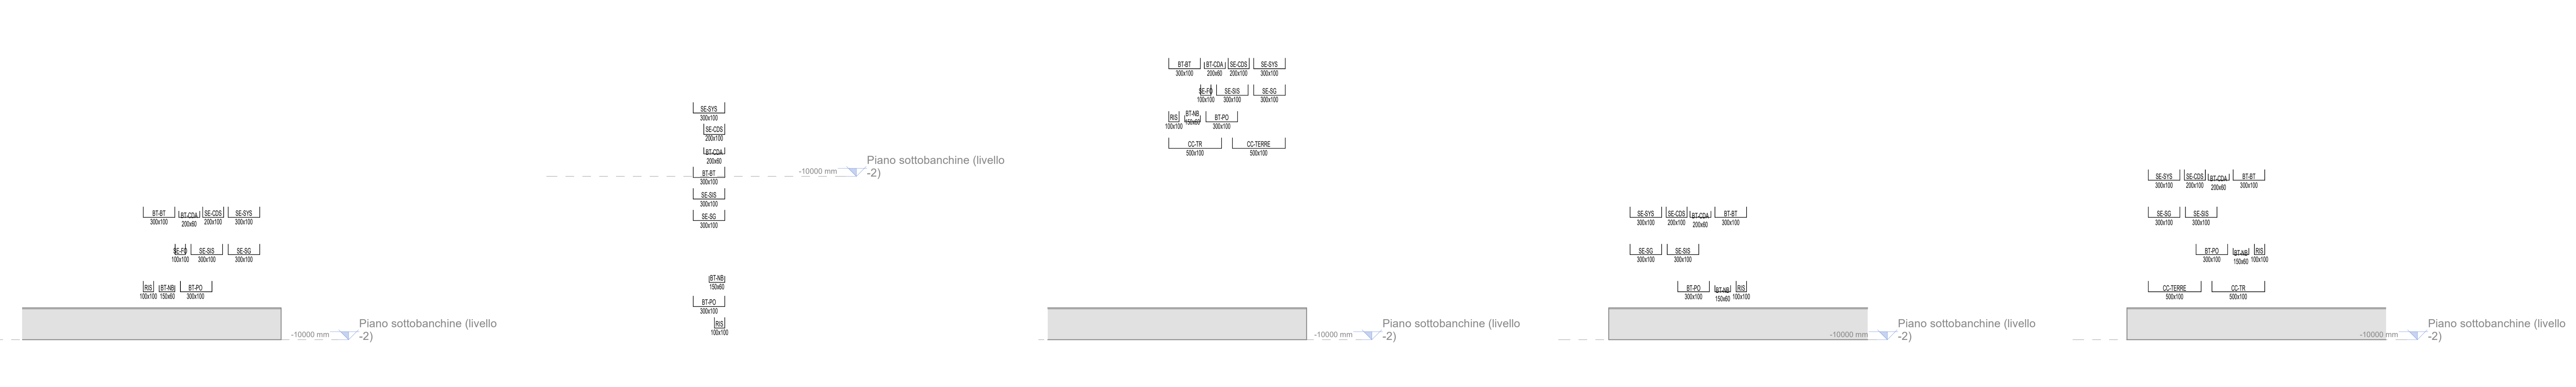 BT-BT BT-CDA SE-CDS SE-SYS
300x100 200x60 200x100 300x100
SE-FO SE-SIS SE-SG
100x100 300x100 300x100
RIS BT-NB BT-PO
100x100 150x60 300x100
-10000 mm
Piano sottobanchine (livello
-2)
SE-SYS
300x100
SE-CDS
200x100
BT-CDA
200x60
BT-BT
300x100
SE-SIS
300x100
SE-SG
300x100
BT-NB
150x60
BT-PO
300x100
RIS
100x100
-10000 mm
Piano sottobanchine (livello
-2)
BT-BT BT-CDA SE-CDS SE-SYS
300x100 200x60 200x100 300x100
SE-FO SE-SIS SE-SG
100x100 300x100 300x100
RIS BT-NB BT-PO
100x100 150x60 300x100
CC-TR CC-TERRE
500x100 500x100
-10000 mm
Piano sottobanchine (livello
-2)
SE-SYS SE-CDS BT-CDA BT-BT
300x100 200x100 200x60 300x100
SE-SG SE-SIS
300x100 300x100
BT-PO BT-NB RIS
300x100 150x60 100x100
-10000 mm
Piano sottobanchine (livello
-2)
SE-SYS SE-CDS BT-CDA BT-BT
300x100 200x100 200x60 300x100
SE-SG SE-SIS
300x100 300x100
BT-PO BT-NB RIS
300x100 150x60 100x100
CC-TERRE CC-TR
500x100 500x100
-10000 mm
Piano sottobanchine (livello
-2)